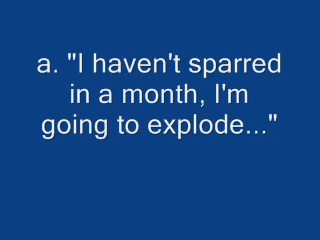 a. "I haven't sparred
in a month, I'm
going to explode..."